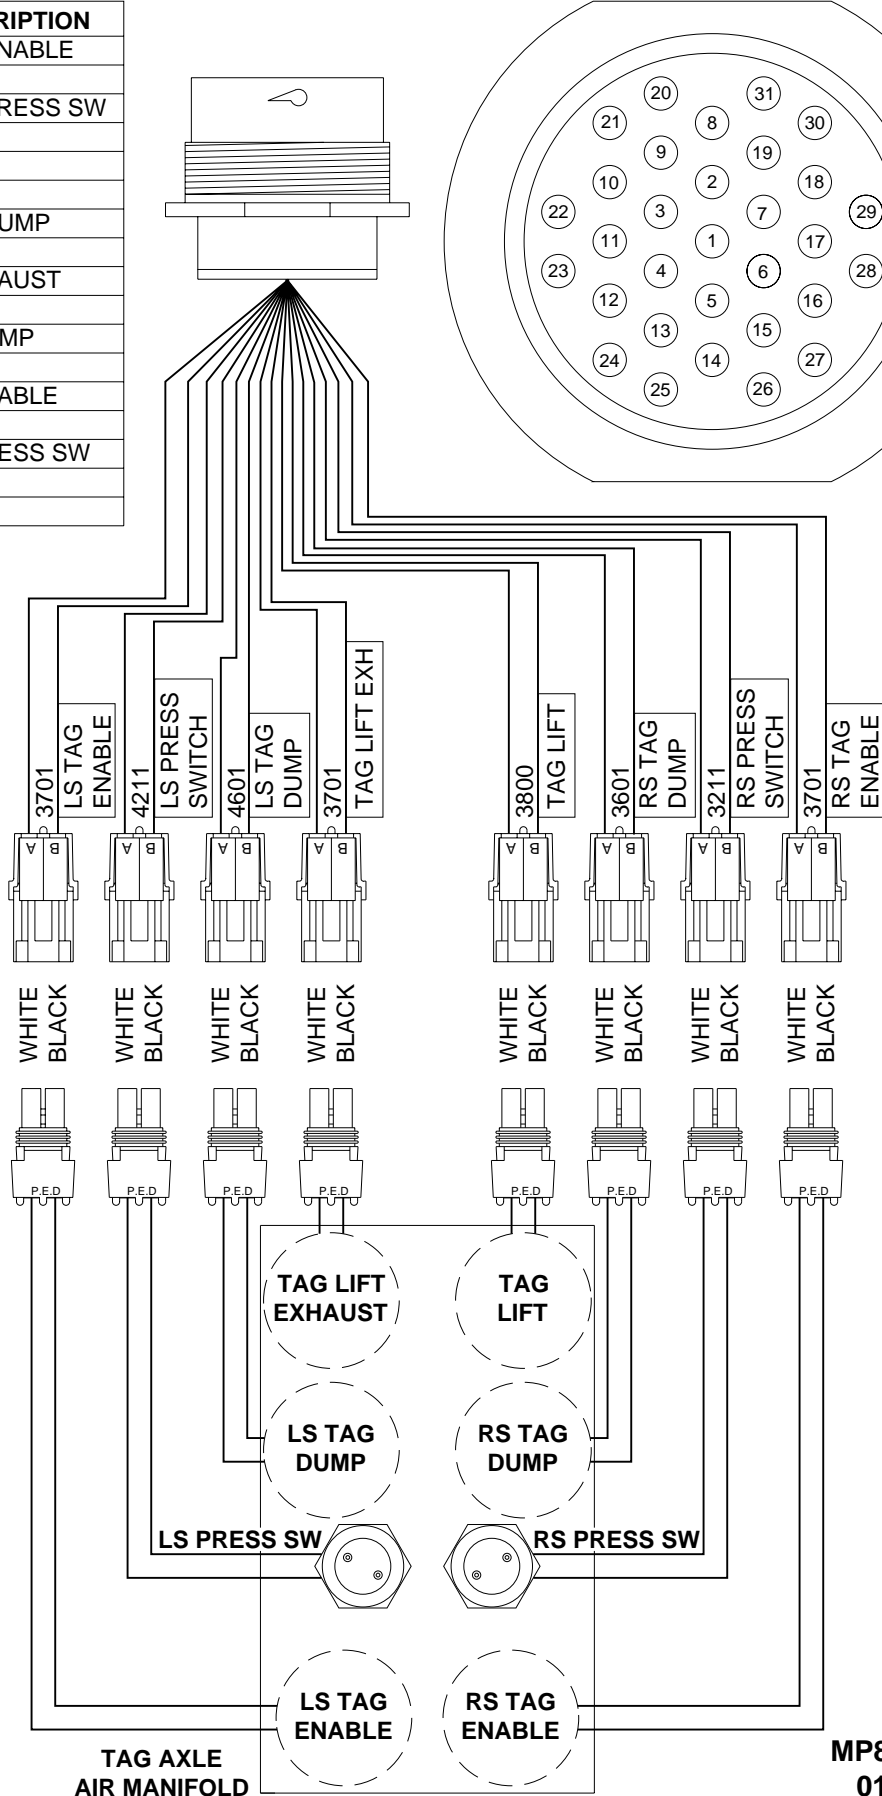 RIPTION
NABLE
RESS SW
UMP
AUST
MP
ABLE
ESS SW
20
31
21
8
30
9
19
10
2
18
22
3
7
29
11
1
17
23
4
6
28
12
5
16
13
15
24
14
27
25
26
3701
LS TAG
ENABLE
4211
LS PRESS
SWITCH
4601
LS TAG
DUMP
3701
TAG LIFT EXH
3800
TAG LIFT
3601
RS TAG
DUMP
3211
RS PRESS
SWITCH
3701
RS TAG
ENABLE
A B
A B
A B
A B
A B
A B
A B
A B
WHITE
BLACK
WHITE
BLACK
WHITE
BLACK
WHITE
BLACK
WHITE
BLACK
WHITE
BLACK
WHITE
BLACK
WHITE
BLACK
P.E.D
P.E.D
P.E.D
P.E.D
P.E.D
P.E.D
P.E.D
P.E.D
TAG LIFT
EXHAUST
TAG
LIFT
LS TAG
DUMP
RS TAG
DUMP
LS PRESS SW
RS PRESS SW
LS TAG
ENABLE
RS TAG
ENABLE
TAG AXLE
AIR MANIFOLD
MP8
01